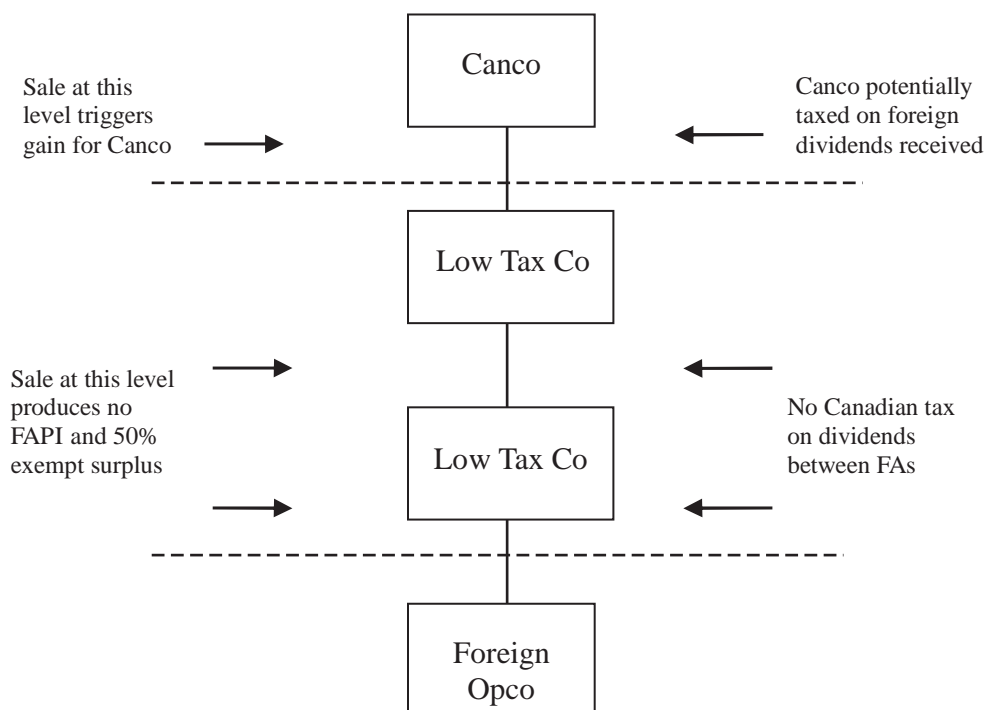 Canco
Sale at this
level triggers
gain for Canco
Canco potentially
taxed on foreign
dividends received
Low Tax Co
Sale at this level
produces no
FAPI and 50%
exempt surplus
Low Tax Co
No Canadian tax
on dividends
between FAs
Foreign
Opco